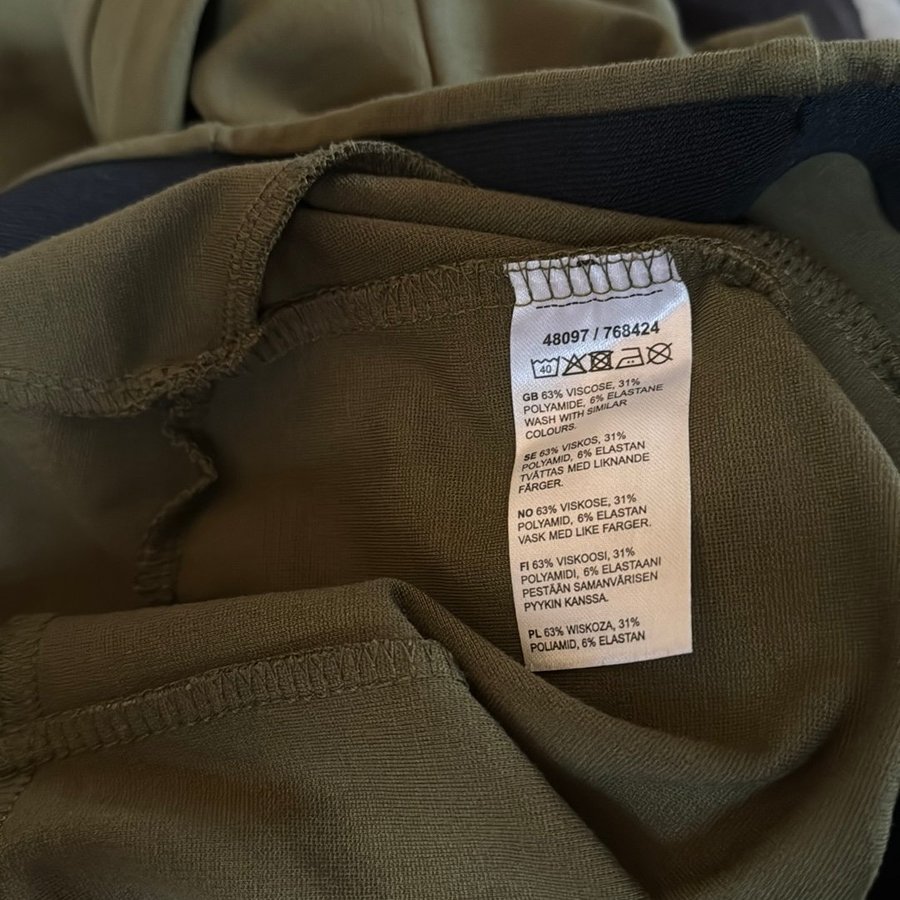 48097 / 768424
40
GB 63% VISCOSE, 31%
POLYAMIDE, 6% ELASTANE
WASH WITH SIMILAR
COLOURS.
SE 63% VISKOS, 31%
POLYAMID, 6% ELASTAN
TVÄTTAS MED LIKNANDE
FÄRGER.
NO 63% VISKOSE, 31%
POLYAMID, 6% ELASTAN
VASK MED LIKE FARGER.
FI 63% VISKOOSI, 31%
POLYAMIDI, 6% ELASTAANI
PESTÄÄN SAMANVÄRISEN
PYYKIN KANSSA.
PL 63% WISKOZA, 31%
POLIAMID, 6% ELASTAN